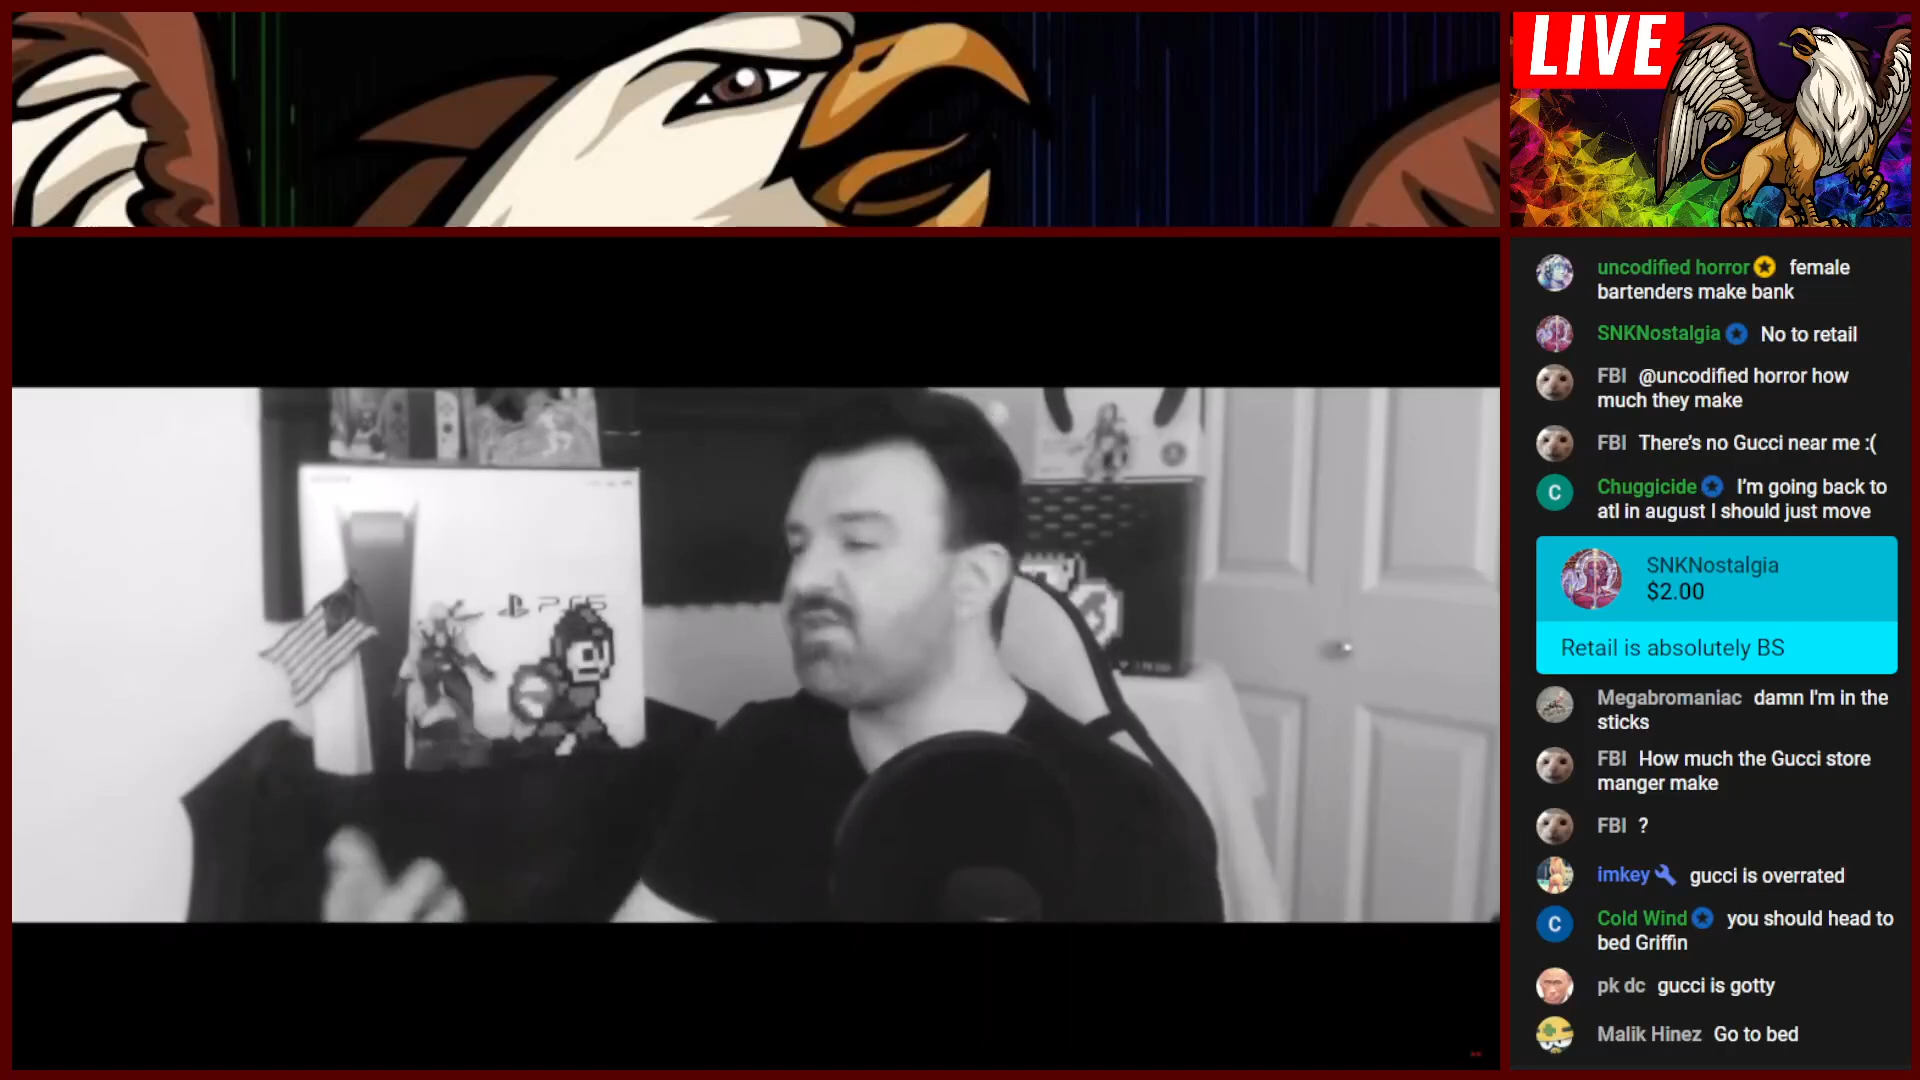 LIVE
uncodified horror female
bartenders make bank
SNKNostalgia No to retail
FBI @uncodified horror how
much they make
FBI There's no Gucci near me :(
C
Chuggicide I'm going back to
atl in august I should just move
SNKNostalgia
$2.00
Retail is absolutely BS
Megabromaniac damn I'm in the
sticks
FBI How much the Gucci store
manger make
FBI ?
imkey gucci is overrated
C
Cold Wind you should head to
bed Griffin
pk dc gucci is gotty
Malik Hinez Go to bed
PS5